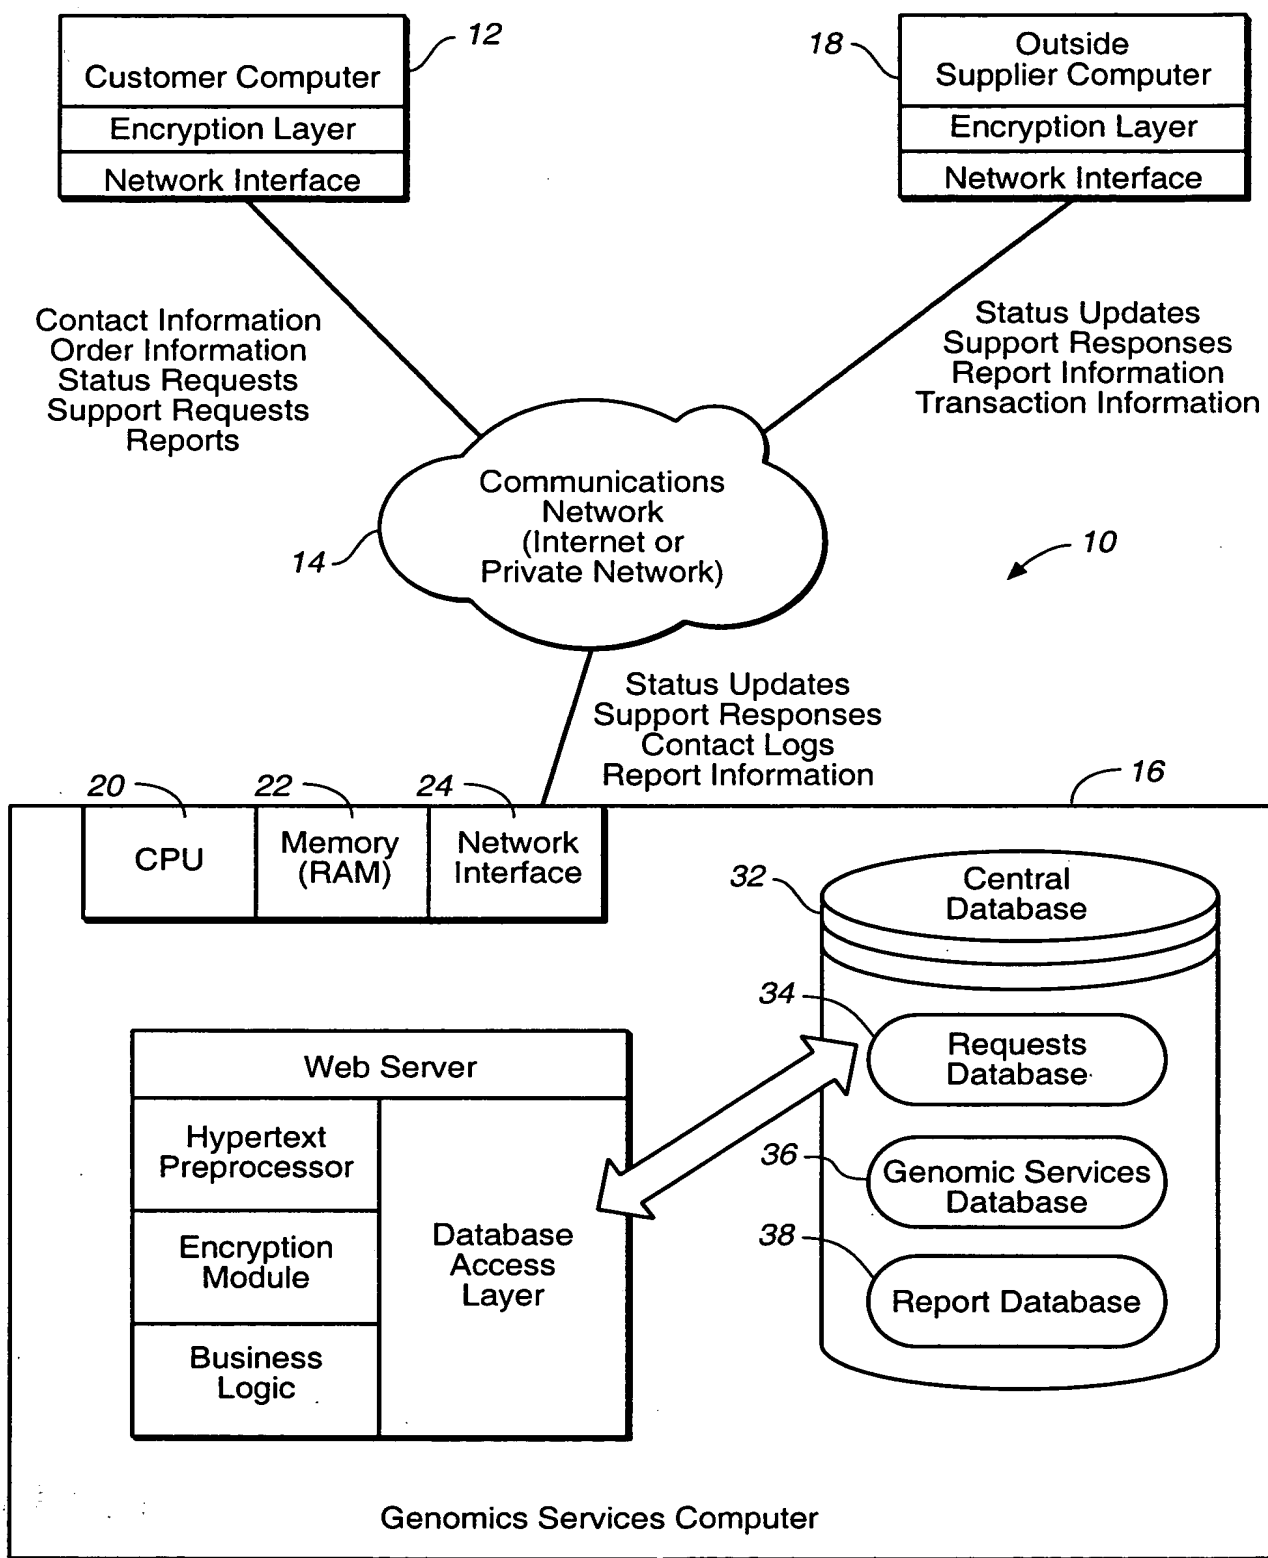 12
Customer Computer
Encryption Layer
Network Interface
18
Outside
Supplier Computer
Encryption Layer
Network Interface
Contact Information
Order Information
Status Requests
Support Requests
Reports
Status Updates
Support Responses
Report Information
Transaction Information
Communications
Network
(Internet or
Private Network)
14
10
Status Updates
Support Responses
Contact Logs
Report Information
20
22
24
16
CPU
Memory
(RAM)
Network
Interface
32
Central
Database
34
Requests
Database
36
Genomic Services
Database
38
Report Database
Web Server
Hypertext
Preprocessor
Encryption
Module
Business
Logic
Database
Access
Layer
Genomics Services Computer